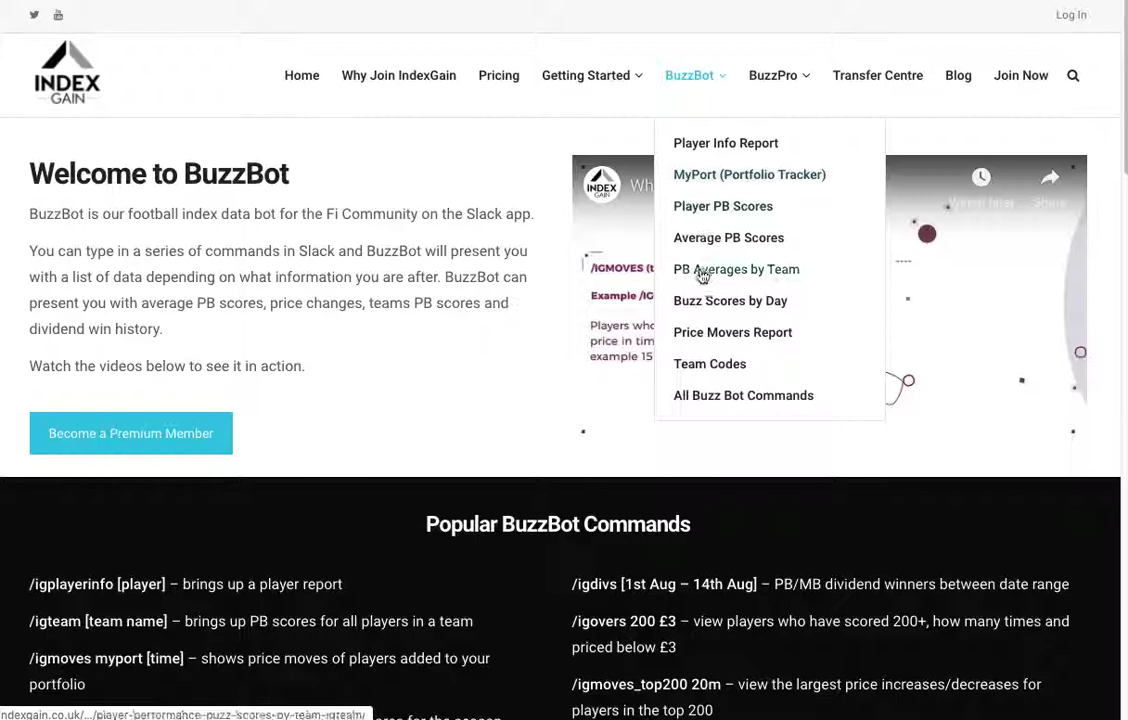 Log In
INDEX
GAIN
Home
Why Join IndexGain
Pricing
Getting Started
BuzzBot
BuzzPro
Transfer Centre
Blog
Join Now
Player Info Report
MyPort (Portfolio Tracker)
Player PB Scores
Average PB Scores
PB Averages by Team
Buzz Scores by Day
Price Movers Report
Team Codes
All Buzz Bot Commands
Welcome to BuzzBot
BuzzBot is our football index data bot for the Fi Community on the Slack app.
You can type in a series of commands in Slack and BuzzBot will present you
with a list of data depending on what information you are after. BuzzBot can
present you with average PB scores, price changes, teams PB scores and
dividend win history.
Watch the videos below to see it in action.
Become a Premium Member
INDEX
GAIN
Wh
Watch later
Share
/IGMOVES (t
Example /IG
Players who
price in tim
example 15
Popular BuzzBot Commands
/igplayerinfo [player] – brings up a player report
/igteam [team name] – brings up PB scores for all players in a team
/igmoves myport [time] – shows price moves of players added to your
portfolio
/igdivs [1st Aug – 14th Aug] – PB/MB dividend winners between date range
/igovers 200 £3 – view players who have scored 200+, how many times and
priced below £3
/igmoves_top200 20m – view the largest price increases/decreases for
players in the top 200